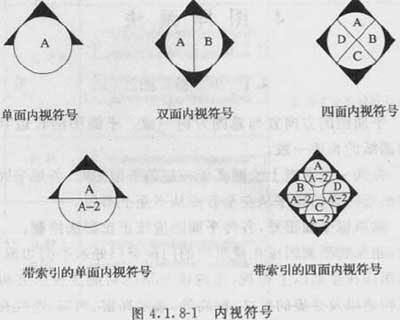 A
A B
A
D B
C
单面内视符号
双面内视符号
四面内视符号
A
A-2
A
A-2
B
A-2
D
A-2
C
A-2
带索引的单面内视符号
带索引的四面内视符号
图 4.1.8-1 内视符号